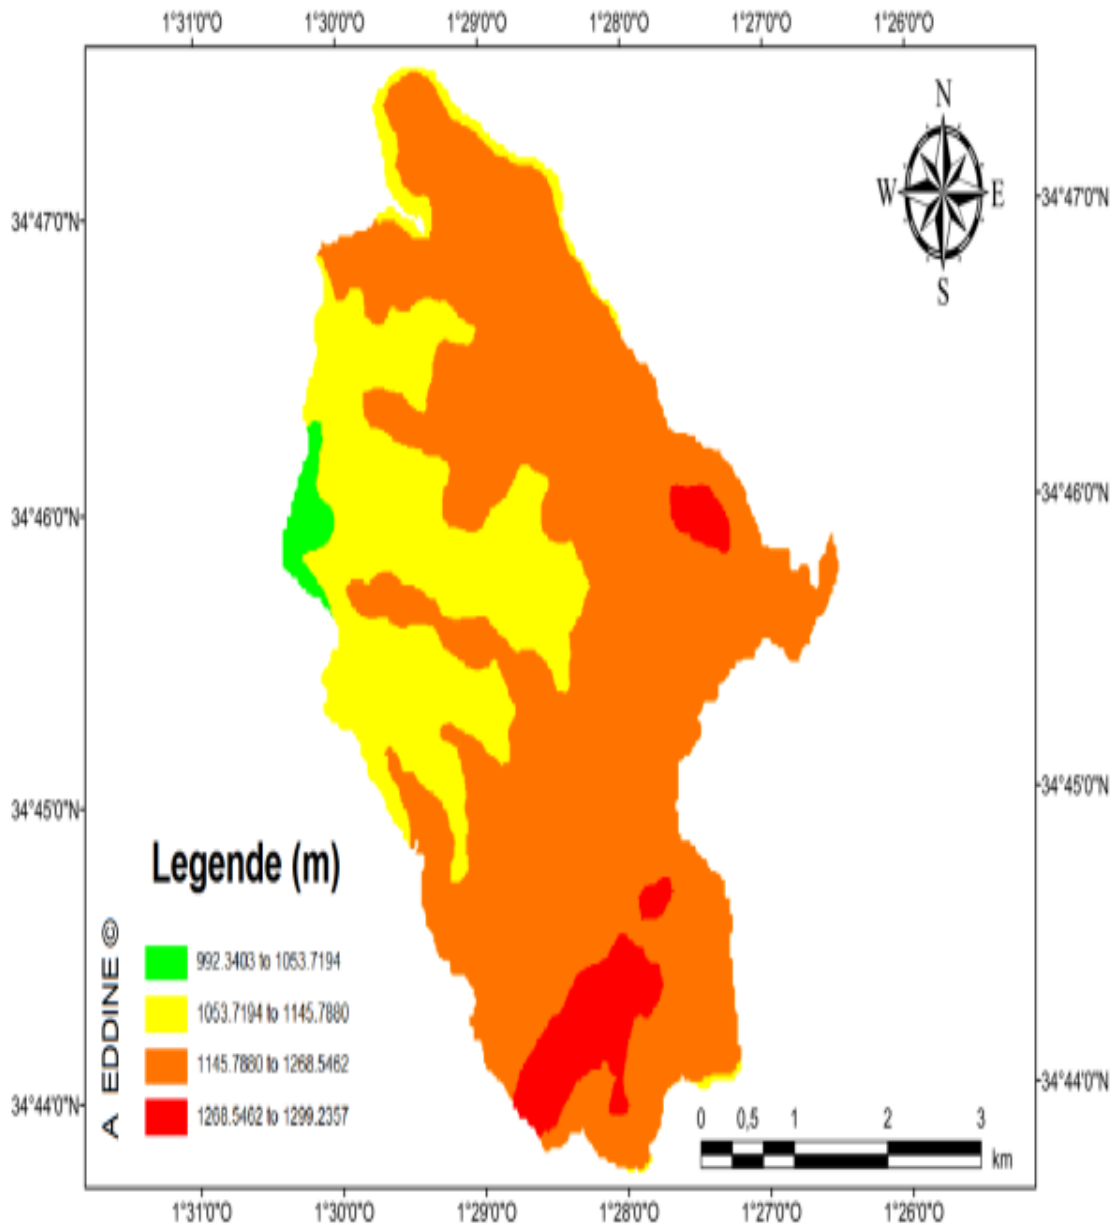 1°31'0"O 1°30'0"O 1°29'0"O 1°28'0"O 1°27'0"O 1°26'0"O
N
W E
S
34°47'0"N 34°47'0"N
34°46'0"N 34°46'0"N
34°45'0"N 34°45'0"N
34°44'0"N 34°44'0"N
Legende (m)
992.3403 to 1053.7194
1053.7194 to 1145.7880
1145.7880 to 1268.5462
1268.5462 to 1299.2357
A EDDINE ©
0 0,5 1 2 3
km
1°31'0"O 1°30'0"O 1°29'0"O 1°28'0"O 1°27'0"O 1°26'0"O